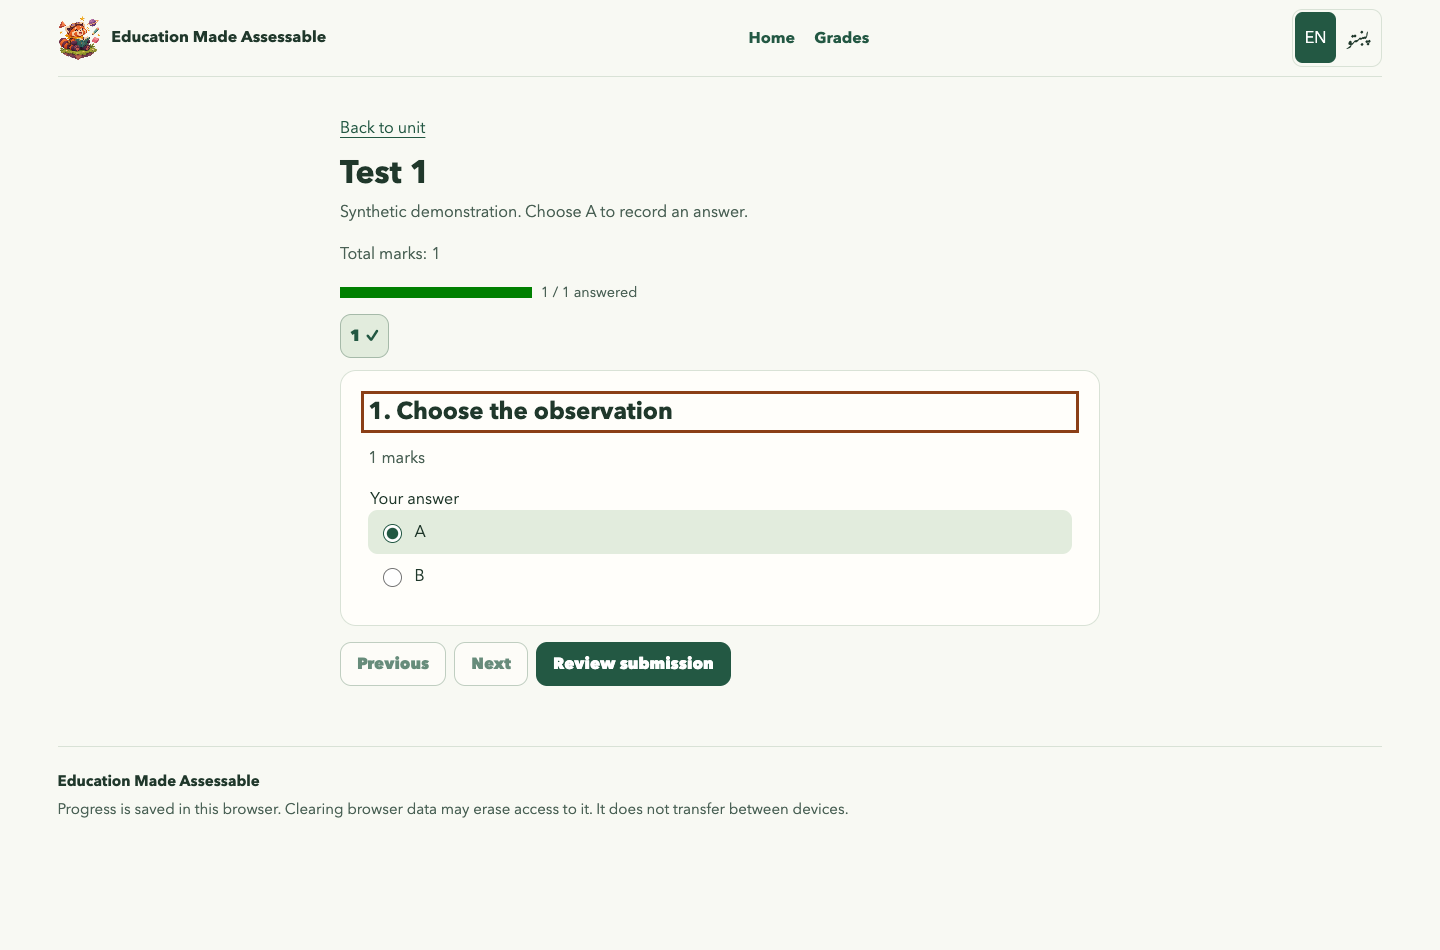 Education Made Assessable
Home Grades
EN پښتو
Back to unit
Test 1
Synthetic demonstration. Choose A to record an answer.
Total marks: 1
1 / 1 answered
1 ✓
1. Choose the observation
1 marks
Your answer
A
B
Previous Next Review submission
Education Made Assessable
Progress is saved in this browser. Clearing browser data may erase access to it. It does not transfer between devices.